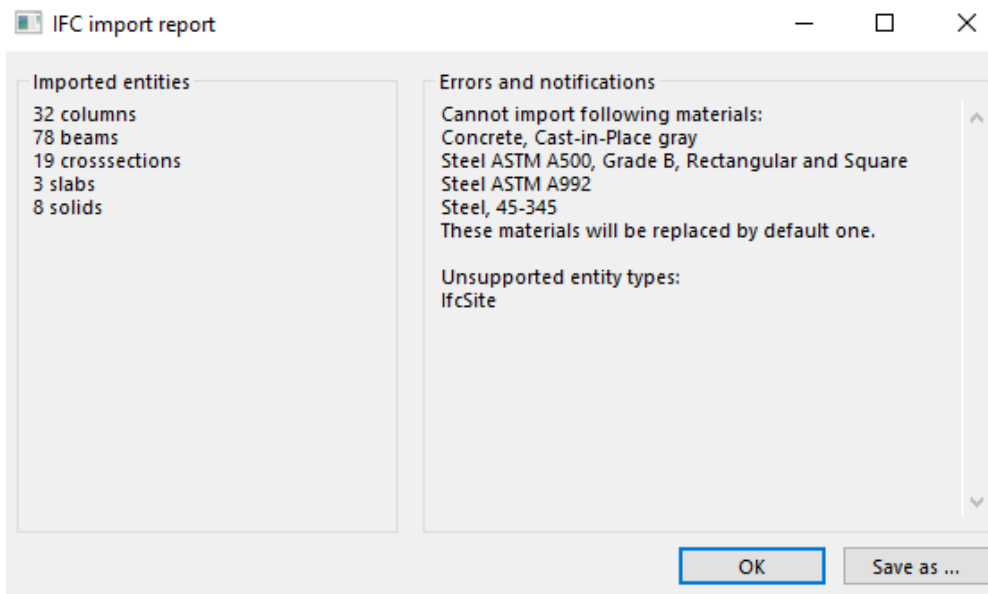 IFC import report
Imported entities
32 columns
78 beams
19 crosssections
3 slabs
8 solids
Errors and notifications
Cannot import following materials:
Concrete, Cast-in-Place gray
Steel ASTM A500, Grade B, Rectangular and Square
Steel ASTM A992
Steel, 45-345
These materials will be replaced by default one.
Unsupported entity types:
IfcSite
OK
Save as ...